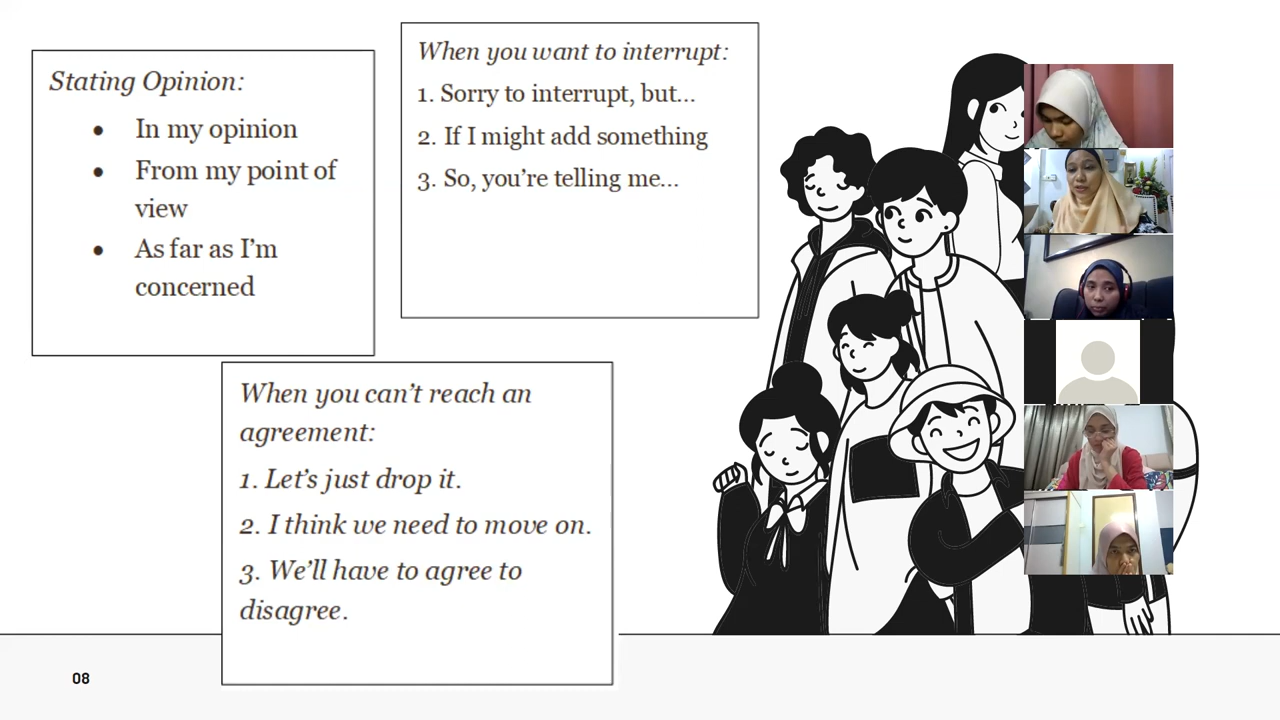 Stating Opinion:
• In my opinion
• From my point of
view
• As far as I’m
concerned
When you want to interrupt:
1. Sorry to interrupt, but...
2. If I might add something
3. So, you’re telling me...
When you can’t reach an
agreement:
1. Let’s just drop it.
2. I think we need to move on.
3. We’ll have to agree to
disagree.
08